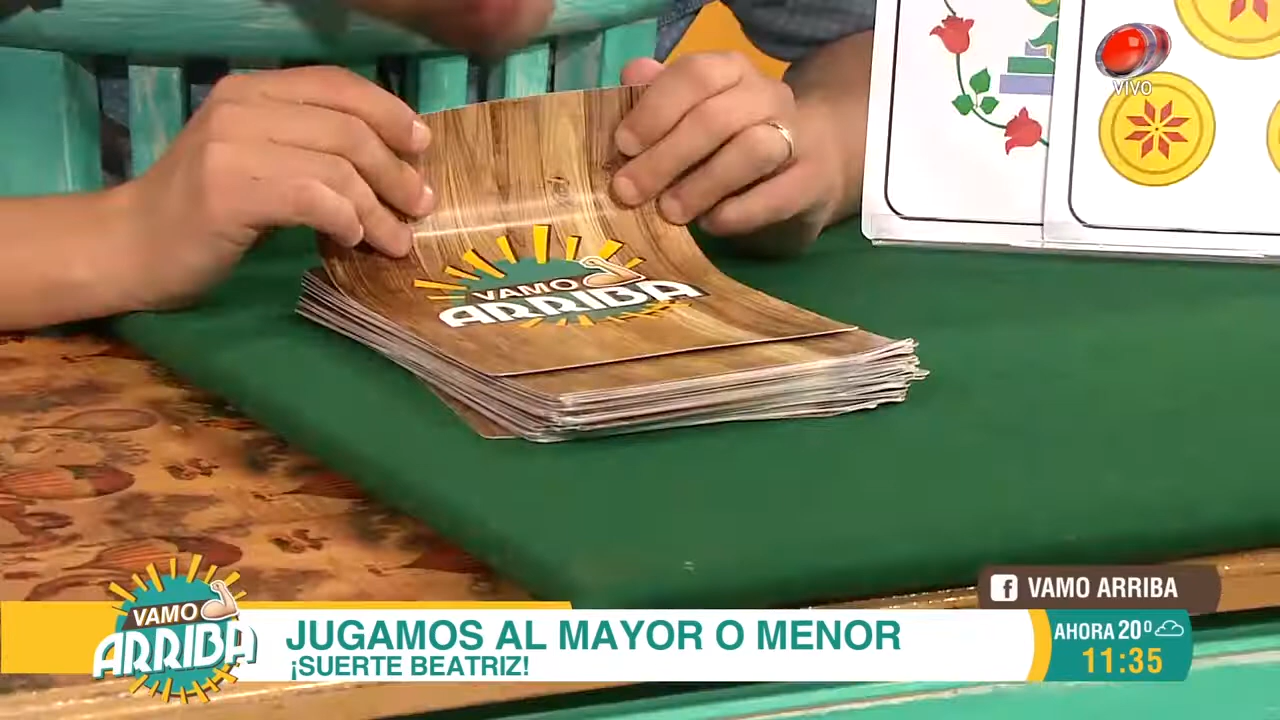 VIVO
VAMO
ARRIBA
VAMO ARRIBA
VAMO
ARRIBA
JUGAMOS AL MAYOR O MENOR
¡SUERTE BEATRIZ!
AHORA 20º
11:35